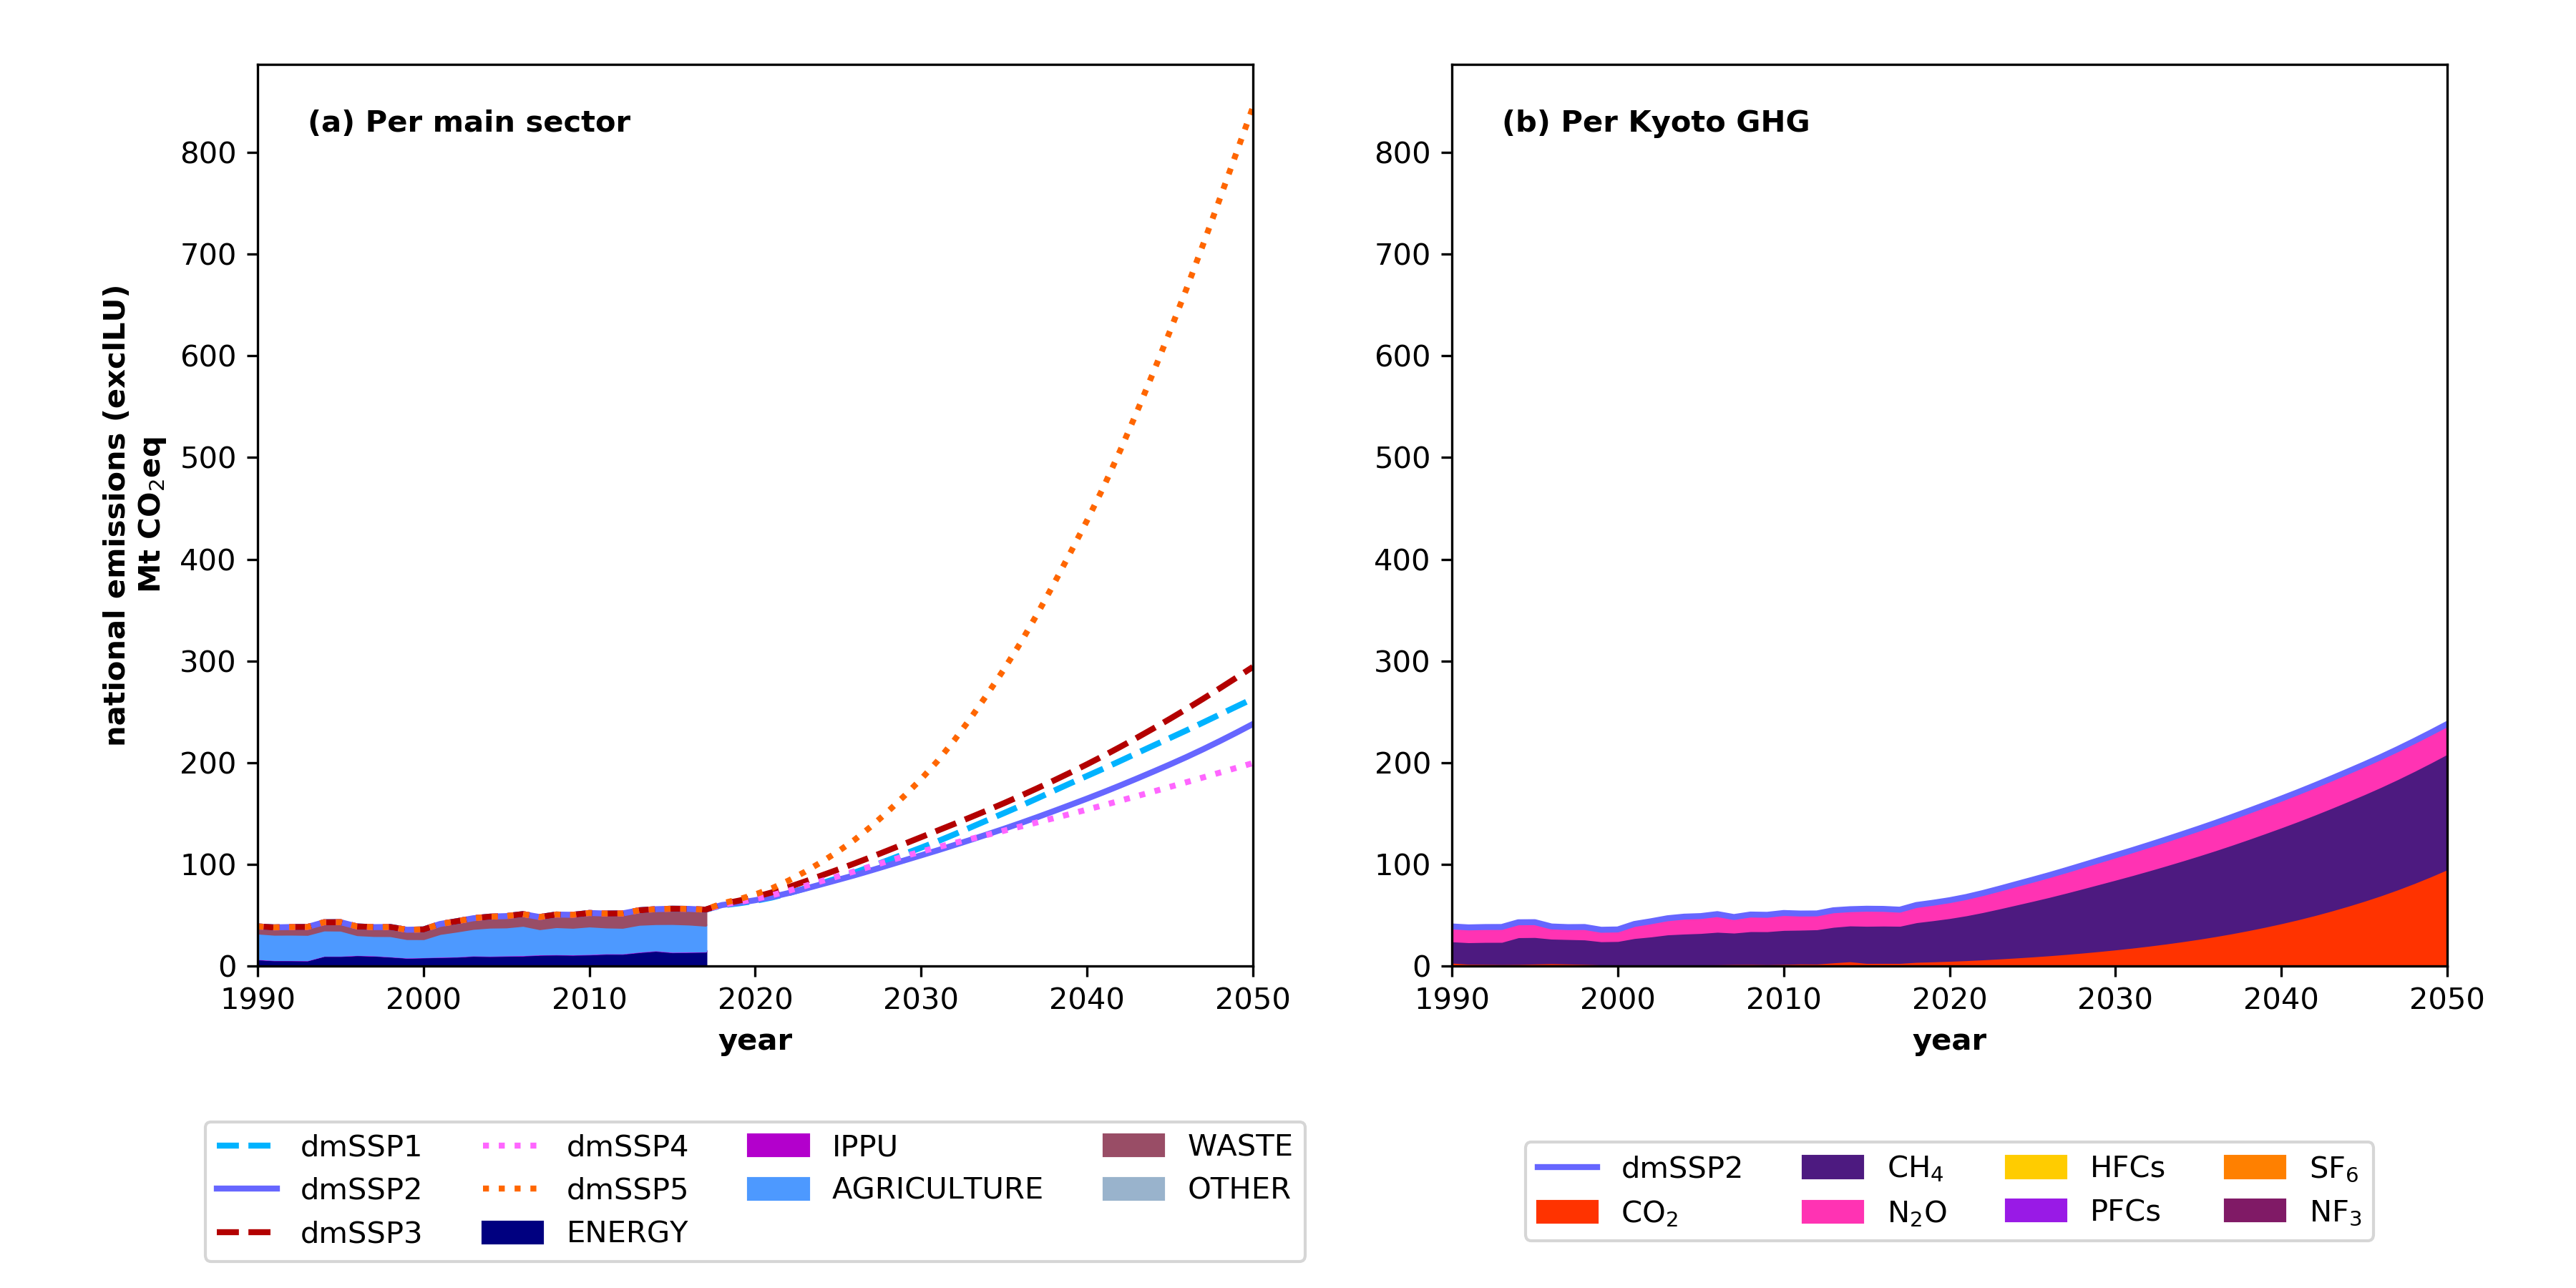 (a) Per main sector
national emissions (exclLU)
Mt CO₂eq
800
700
600
500
400
300
200
100
0
1990 2000 2010 2020 2030 2040 2050
year
dmSSP1 dmSSP4 IPPU WASTE
dmSSP2 dmSSP5 AGRICULTURE OTHER
dmSSP3 ENERGY
(b) Per Kyoto GHG
800
700
600
500
400
300
200
100
0
1990 2000 2010 2020 2030 2040 2050
year
dmSSP2 CH₄ HFCs SF₆
CO₂ N₂O PFCs NF₃